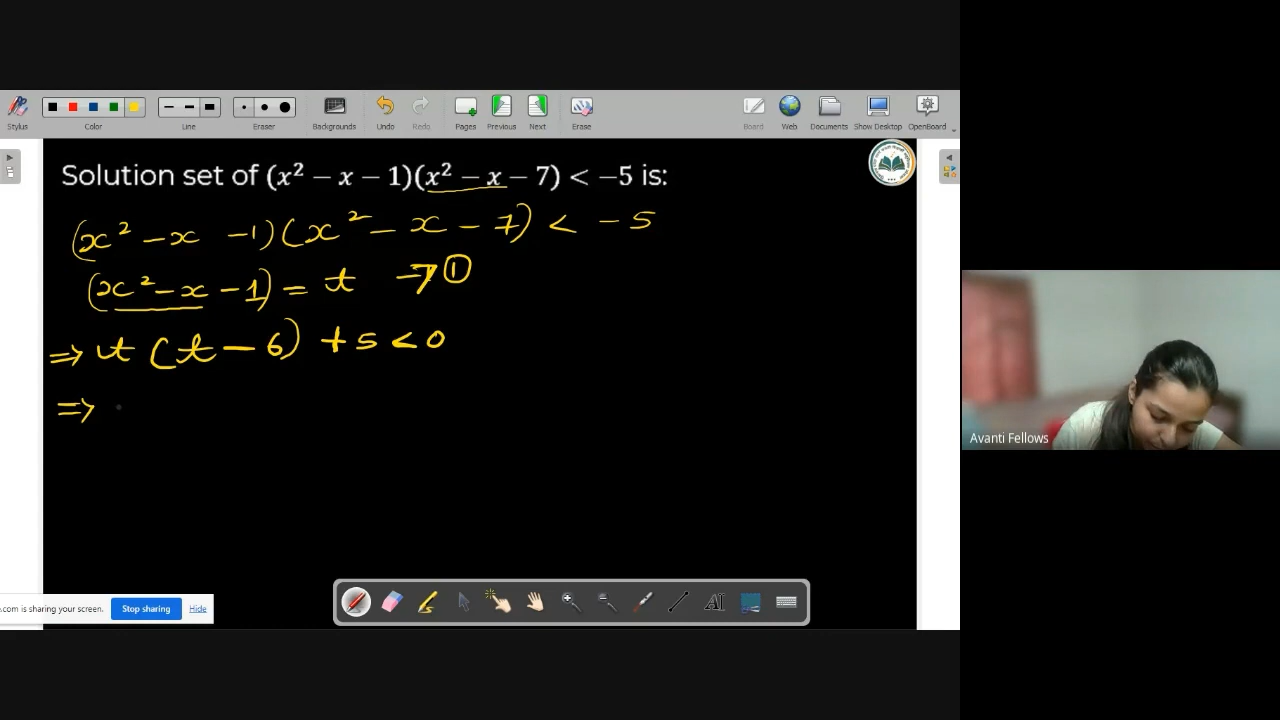 Stylus
Color
Line
Eraser
Backgrounds
Undo
Redo
Pages
Previous
Next
Erase
Board
Web
Documents
Show Desktop
OpenBoard
Solution set of (x² − x − 1)(x² − x − 7) < −5 is:
(x² − x − 1)(x² − x − 7) < − 5
(x² − x − 1) = t → ①
⇒ t (t − 6) + 5 < 0
⇒
Avanti Fellows
.com is sharing your screen. Stop sharing Hide